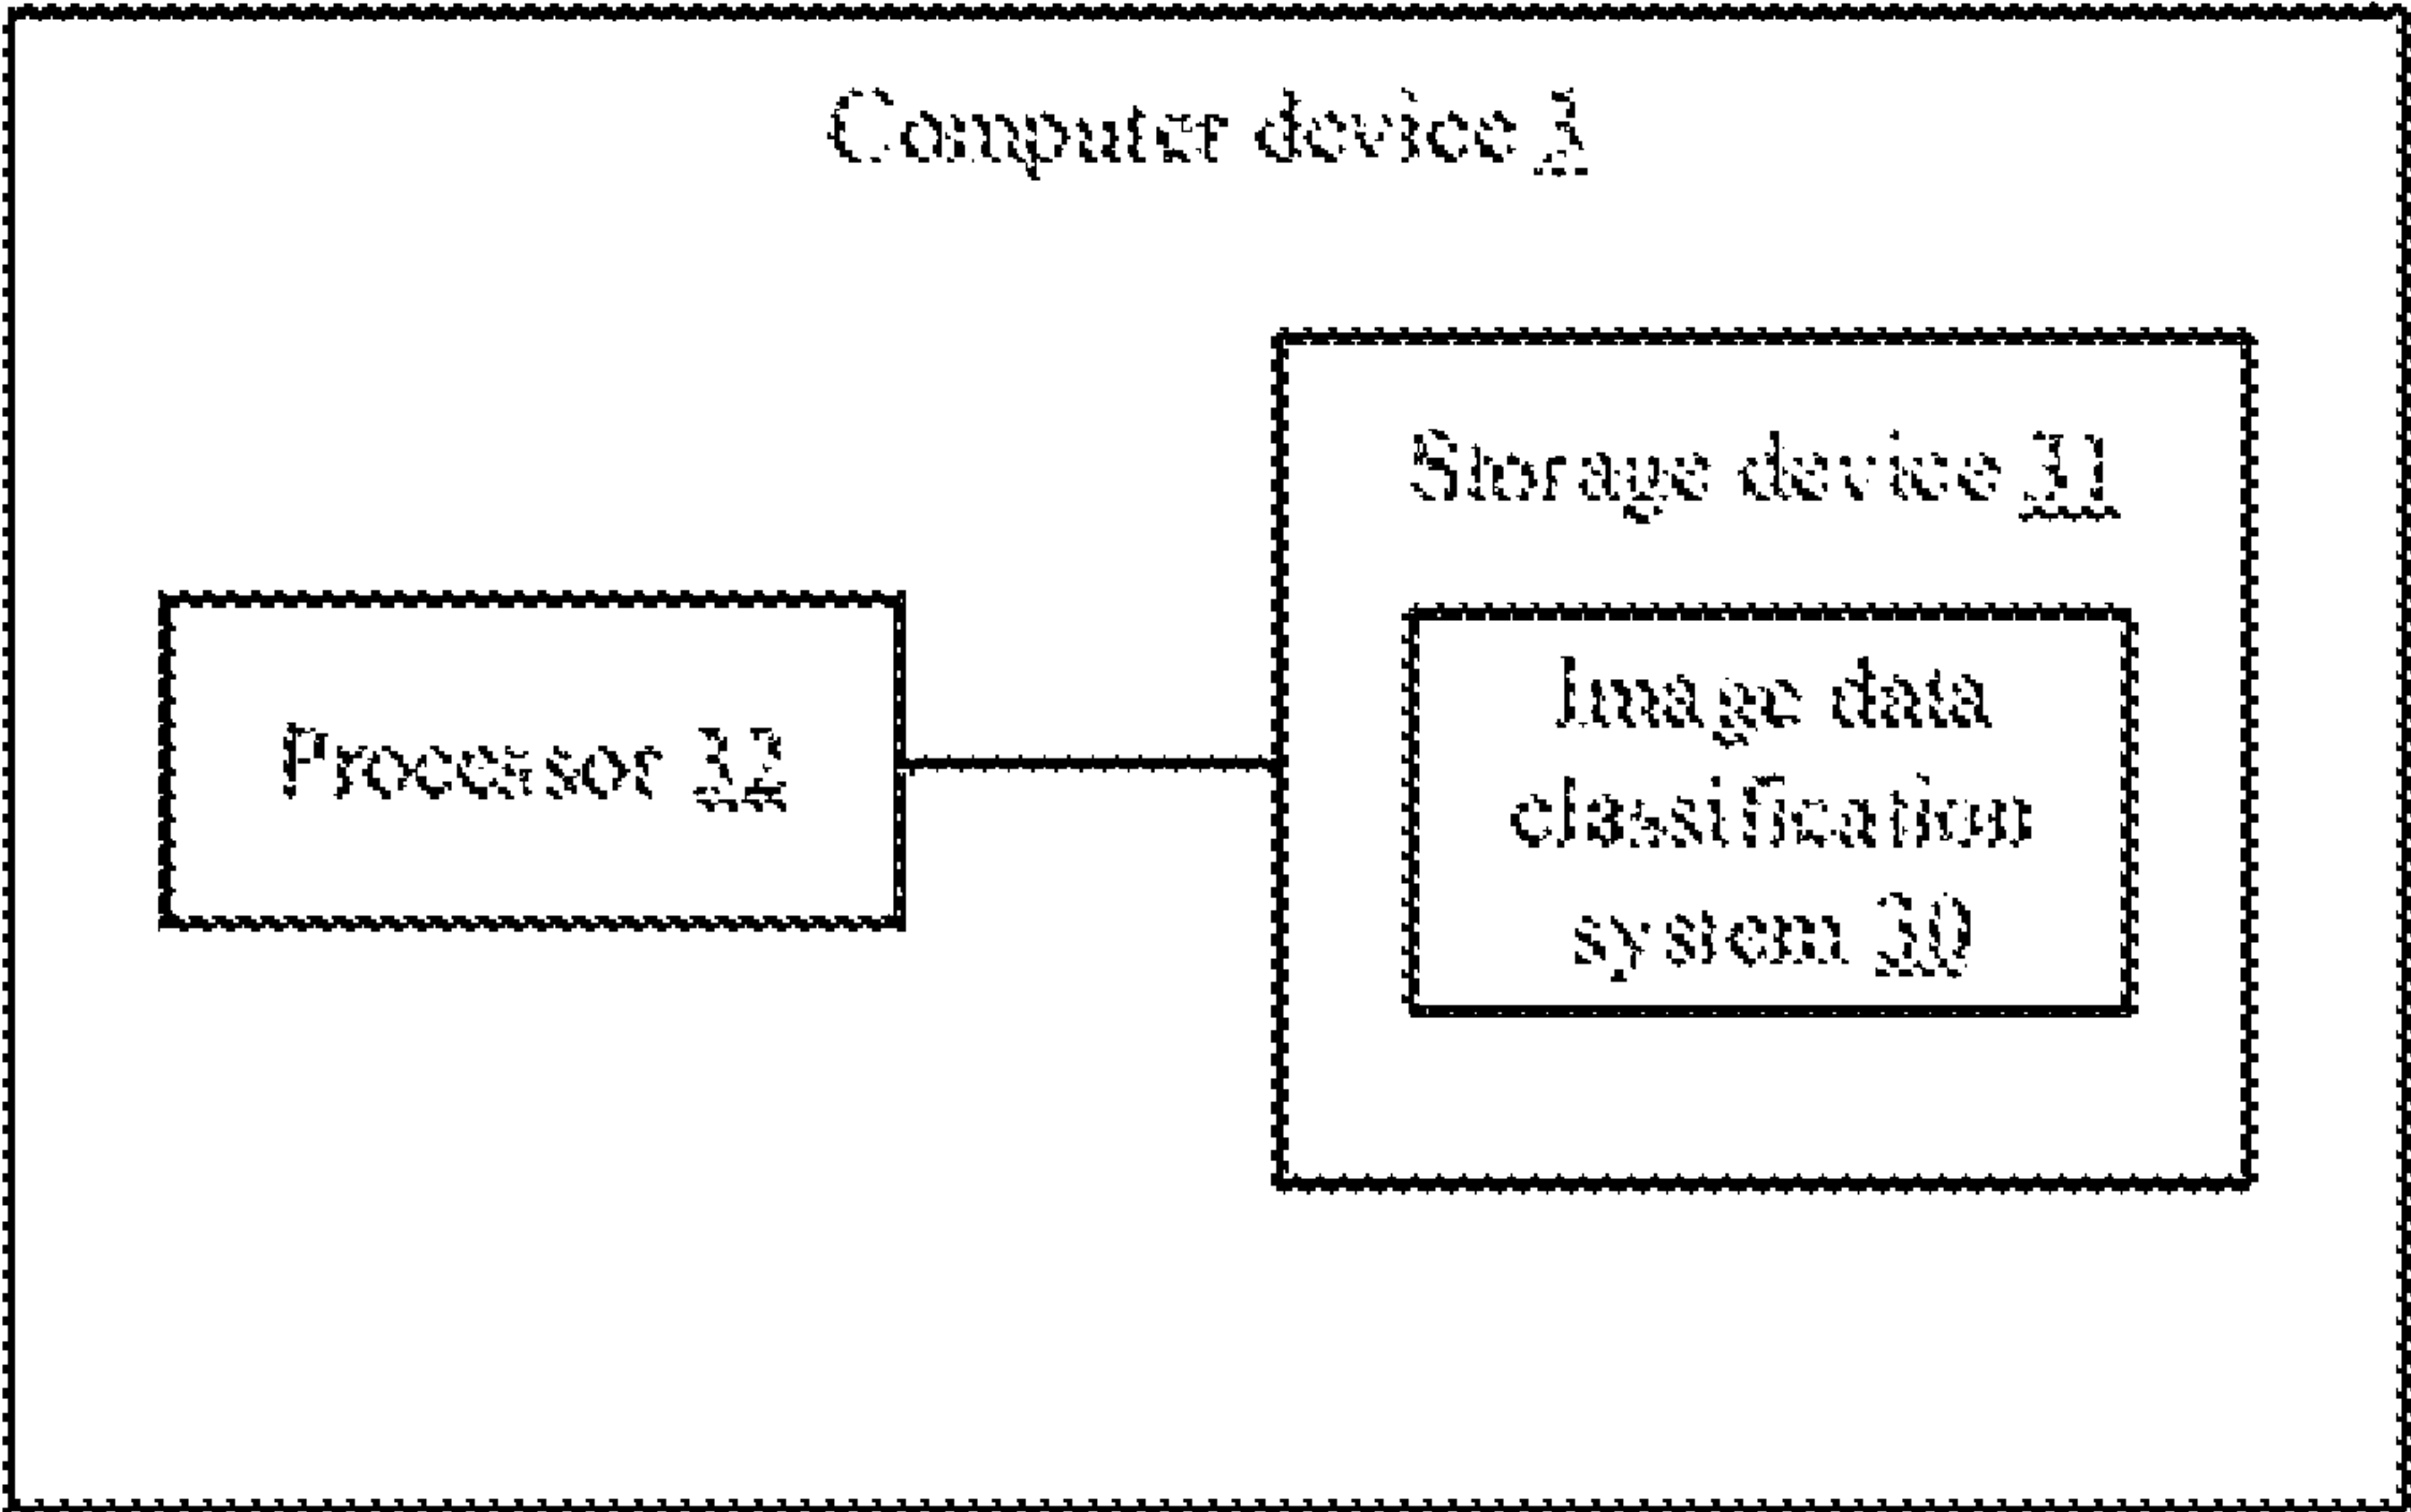 Computer device 3
Storage device 31
Processor 32
Image data
classification
system 30